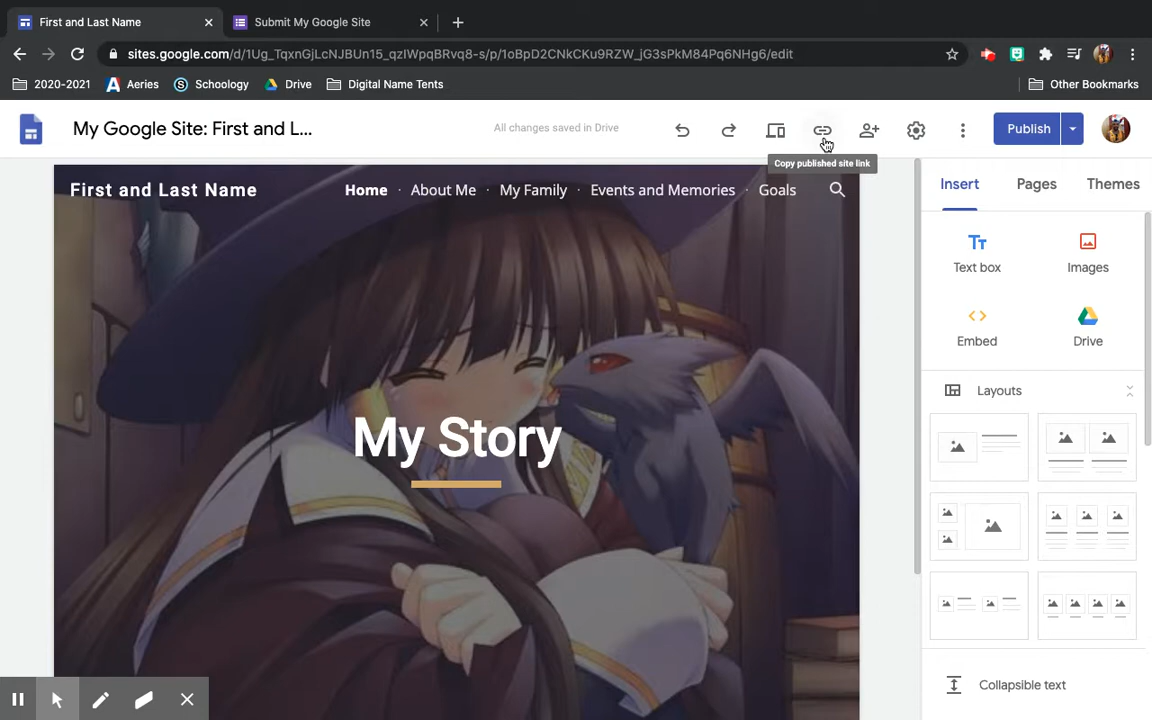 First and Last Name
Submit My Google Site
sites.google.com/d/1Ug_TqxnGjLcNJBUn15_qzIWpqBRvq8-s/p/1oBpD2CNkCKu9RZW_jG3sPkM84Pq6NHg6/edit
2020-2021 Aeries Schoology Drive Digital Name Tents Other Bookmarks
My Google Site: First and L...
All changes saved in Drive
Publish
Copy published site link
First and Last Name
Home · About Me · My Family · Events and Memories · Goals
My Story
Insert Pages Themes
Text box Images
Embed Drive
Layouts
Collapsible text